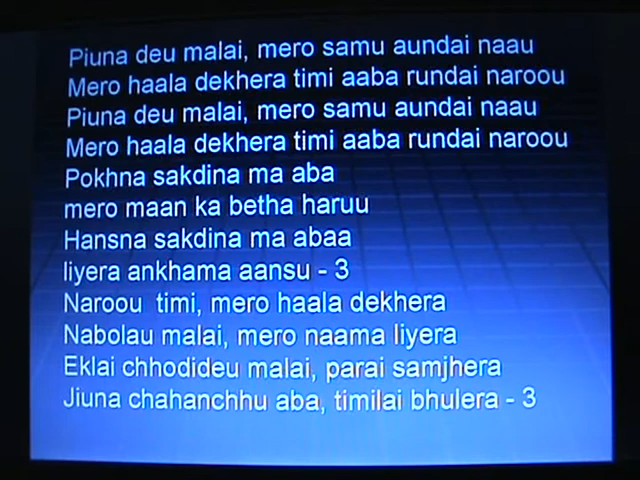 Piuna deu malai, mero samu aundai naau
Mero haala dekhera timi aaba rundai naroou
Piuna deu malai, mero samu aundai naau
Mero haala dekhera timi aaba rundai naroou
Pokhna sakdina ma aba
mero maan ka betha haruu
Hansna sakdina ma abaa
liyera ankhama aansu - 3
Naroou timi, mero haala dekhera
Nabolau malai, mero naama liyera
Eklai chhodideu malai, parai samjhera
Jiuna chahanchhu aba, timilai bhulera - 3